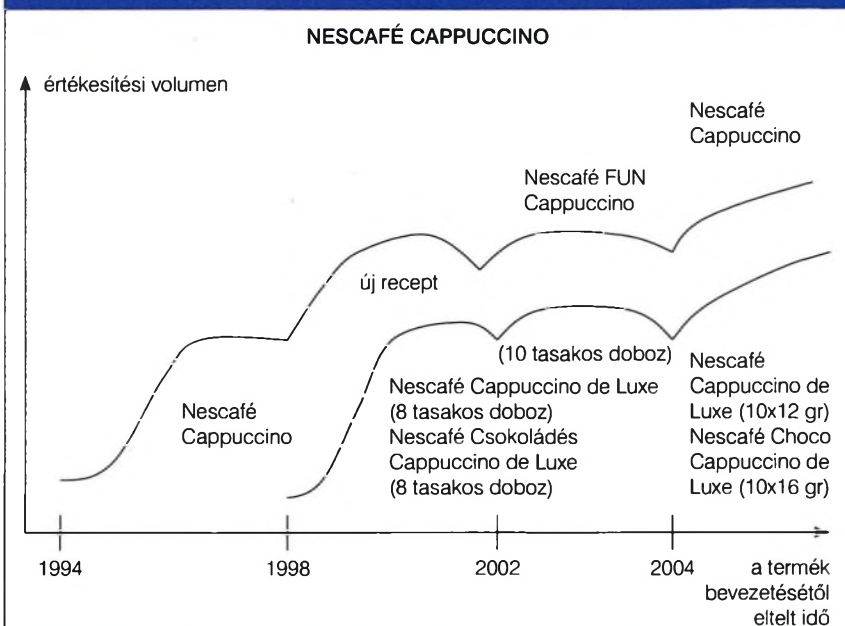 NESCAFÉ CAPPUCCINO
értékesítési volumen
Nescafé
Cappuccino
Nescafé FUN
Cappuccino
új recept
(10 tasakos doboz)
Nescafé
Cappuccino
Nescafé Cappuccino de Luxe
(8 tasakos doboz)
Nescafé Csokoládés
Cappuccino de Luxe
(8 tasakos doboz)
Nescafé
Cappuccino de
Luxe (10x12 gr)
Nescafé Choco
Cappuccino de
Luxe (10x16 gr)
1994
1998
2002
2004
a termék
bevezetésétől
eltelt idő